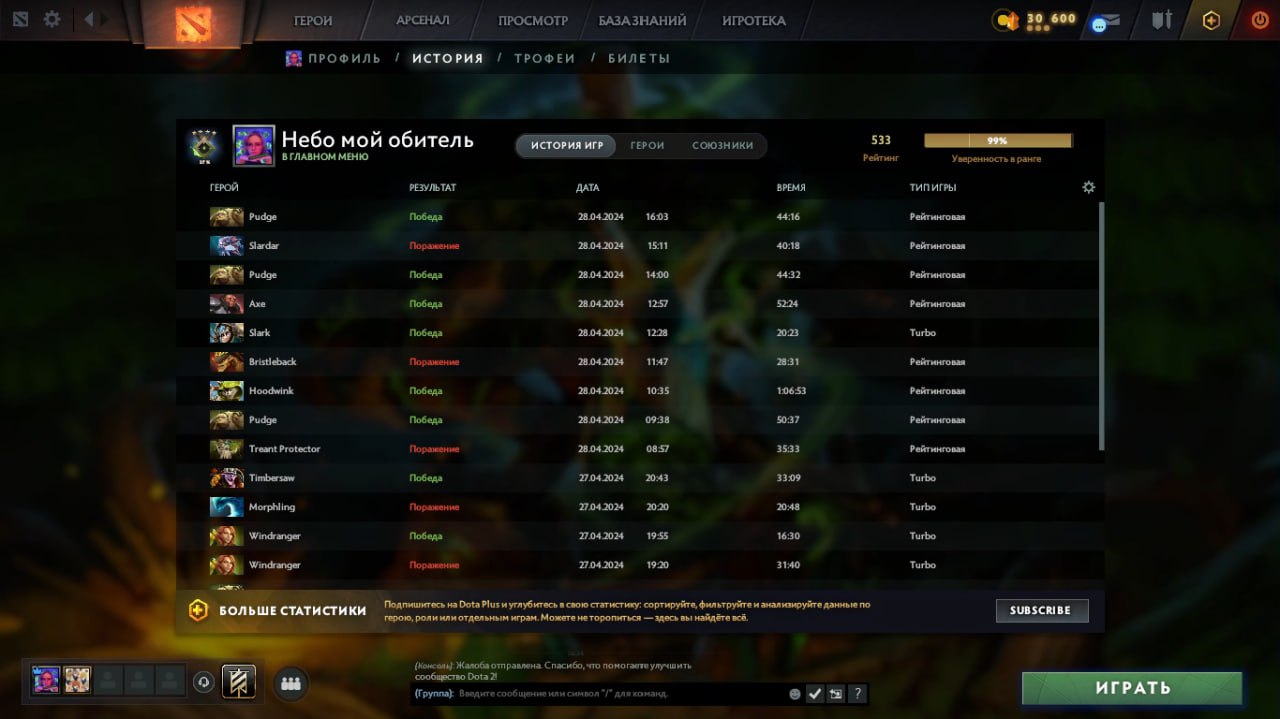 ГЕРОИ АРСЕНАЛ ПРОСМОТР БАЗА ЗНАНИЙ ИГРОТЕКА 30 600
ПРОФИЛЬ / ИСТОРИЯ / ТРОФЕИ / БИЛЕТЫ
Небо мой обитель
В ГЛАВНОМ МЕНЮ
ИСТОРИЯ ИГР ГЕРОИ СОЮЗНИКИ
533 99%
Рейтинг Уверенность в ранге
ГЕРОЙ РЕЗУЛЬТАТ ДАТА ВРЕМЯ ТИП ИГРЫ
Pudge Победа 28.04.2024 16:03 44:16 Рейтинговая
Slardar Поражение 28.04.2024 15:11 40:18 Рейтинговая
Pudge Победа 28.04.2024 14:00 44:32 Рейтинговая
Axe Победа 28.04.2024 12:57 52:24 Рейтинговая
Slark Победа 28.04.2024 12:28 20:23 Turbo
Bristleback Поражение 28.04.2024 11:47 28:31 Рейтинговая
Hoodwink Победа 28.04.2024 10:35 1:06:53 Рейтинговая
Pudge Победа 28.04.2024 09:38 50:37 Рейтинговая
Treant Protector Поражение 28.04.2024 08:57 35:33 Рейтинговая
Timbersaw Победа 27.04.2024 20:43 33:09 Turbo
Morphling Поражение 27.04.2024 20:20 20:48 Turbo
Windranger Победа 27.04.2024 19:55 16:30 Turbo
Windranger Поражение 27.04.2024 19:20 31:40 Turbo
БОЛЬШЕ СТАТИСТИКИ
Подпишитесь на Dota Plus и углубитесь в свою статистику: сортируйте, фильтруйте и анализируйте данные по
герою, роли или отдельным играм. Можете не торопиться — здесь вы найдёте всё.
SUBSCRIBE
(Консоль): Жалоба отправлена. Спасибо, что помогаете улучшить
сообщество Dota 2!
(Группа): Введите сообщение или символ "/" для команд. ?
ИГРАТЬ